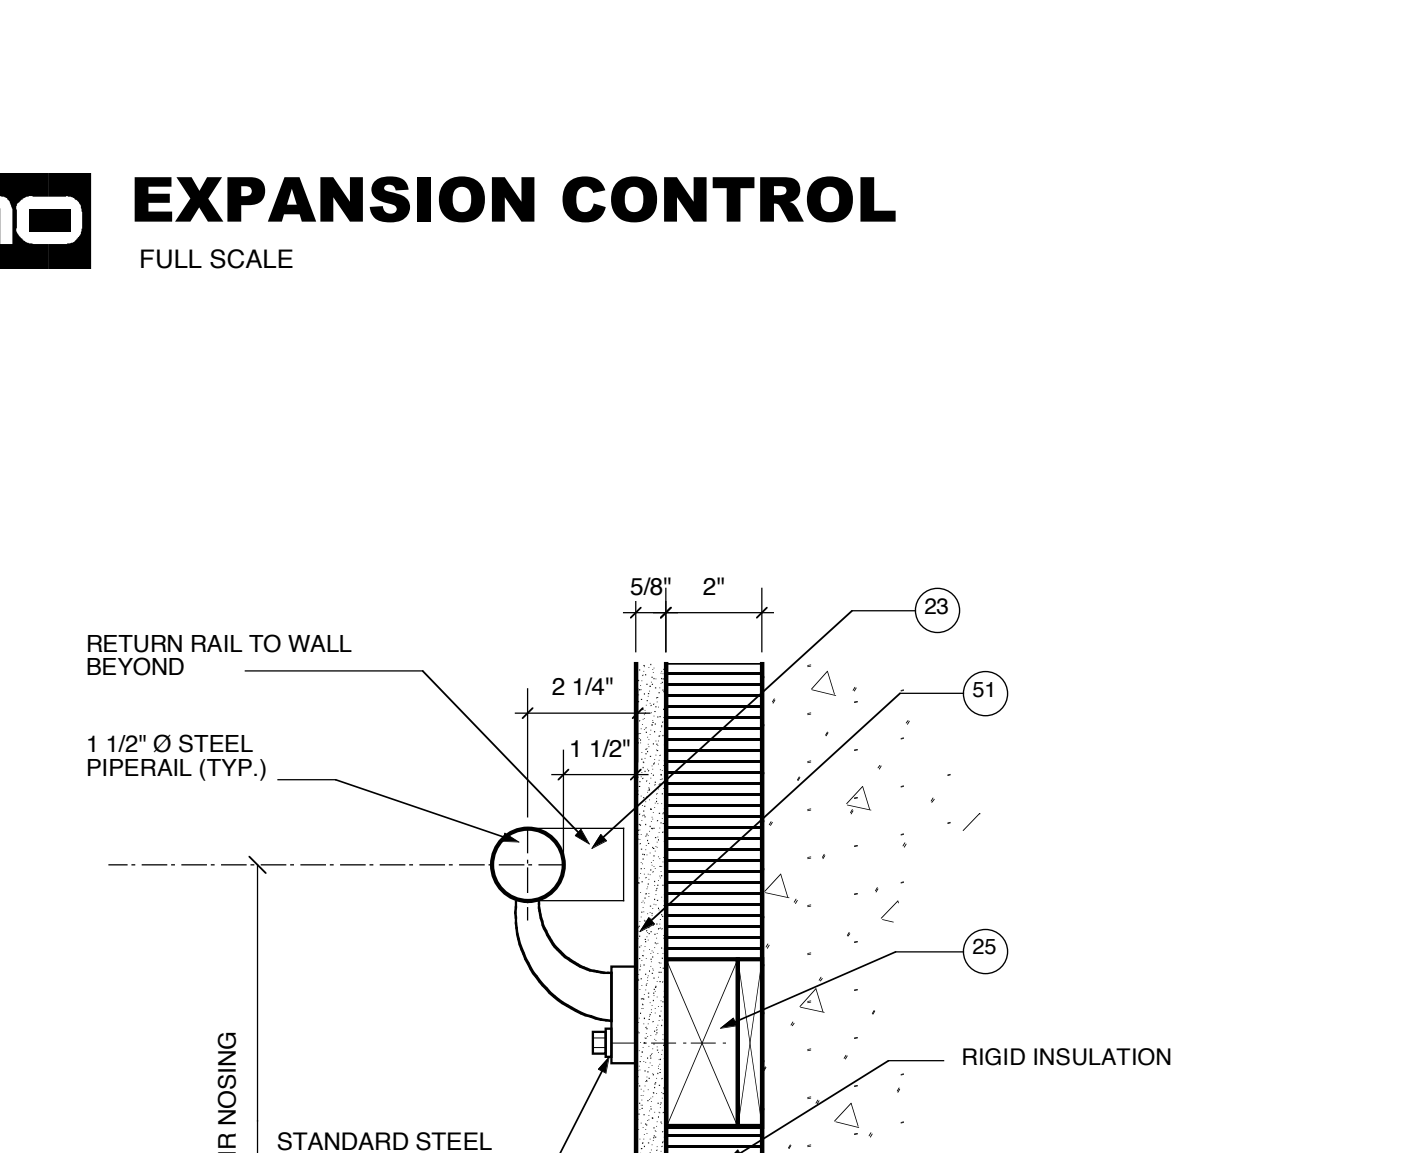 EXPANSION CONTROL
FULL SCALE
5/8" 2"
23
RETURN RAIL TO WALL
BEYOND
2 1/4"
51
1 1/2" Ø STEEL
PIPERAIL (TYP.)
1 1/2"
25
RIGID INSULATION
NOSING
STANDARD STEEL